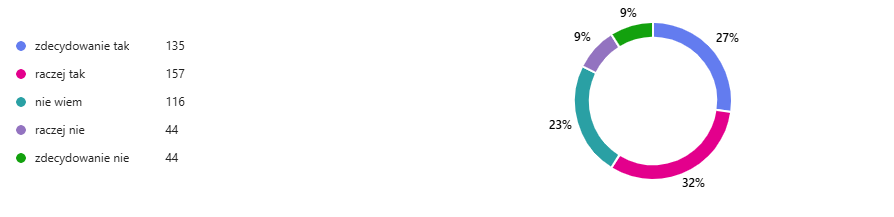 zdecydowanie tak 135
raczej tak 157
nie wiem 116
raczej nie 44
zdecydowanie nie 44
9%
27%
9%
23%
32%